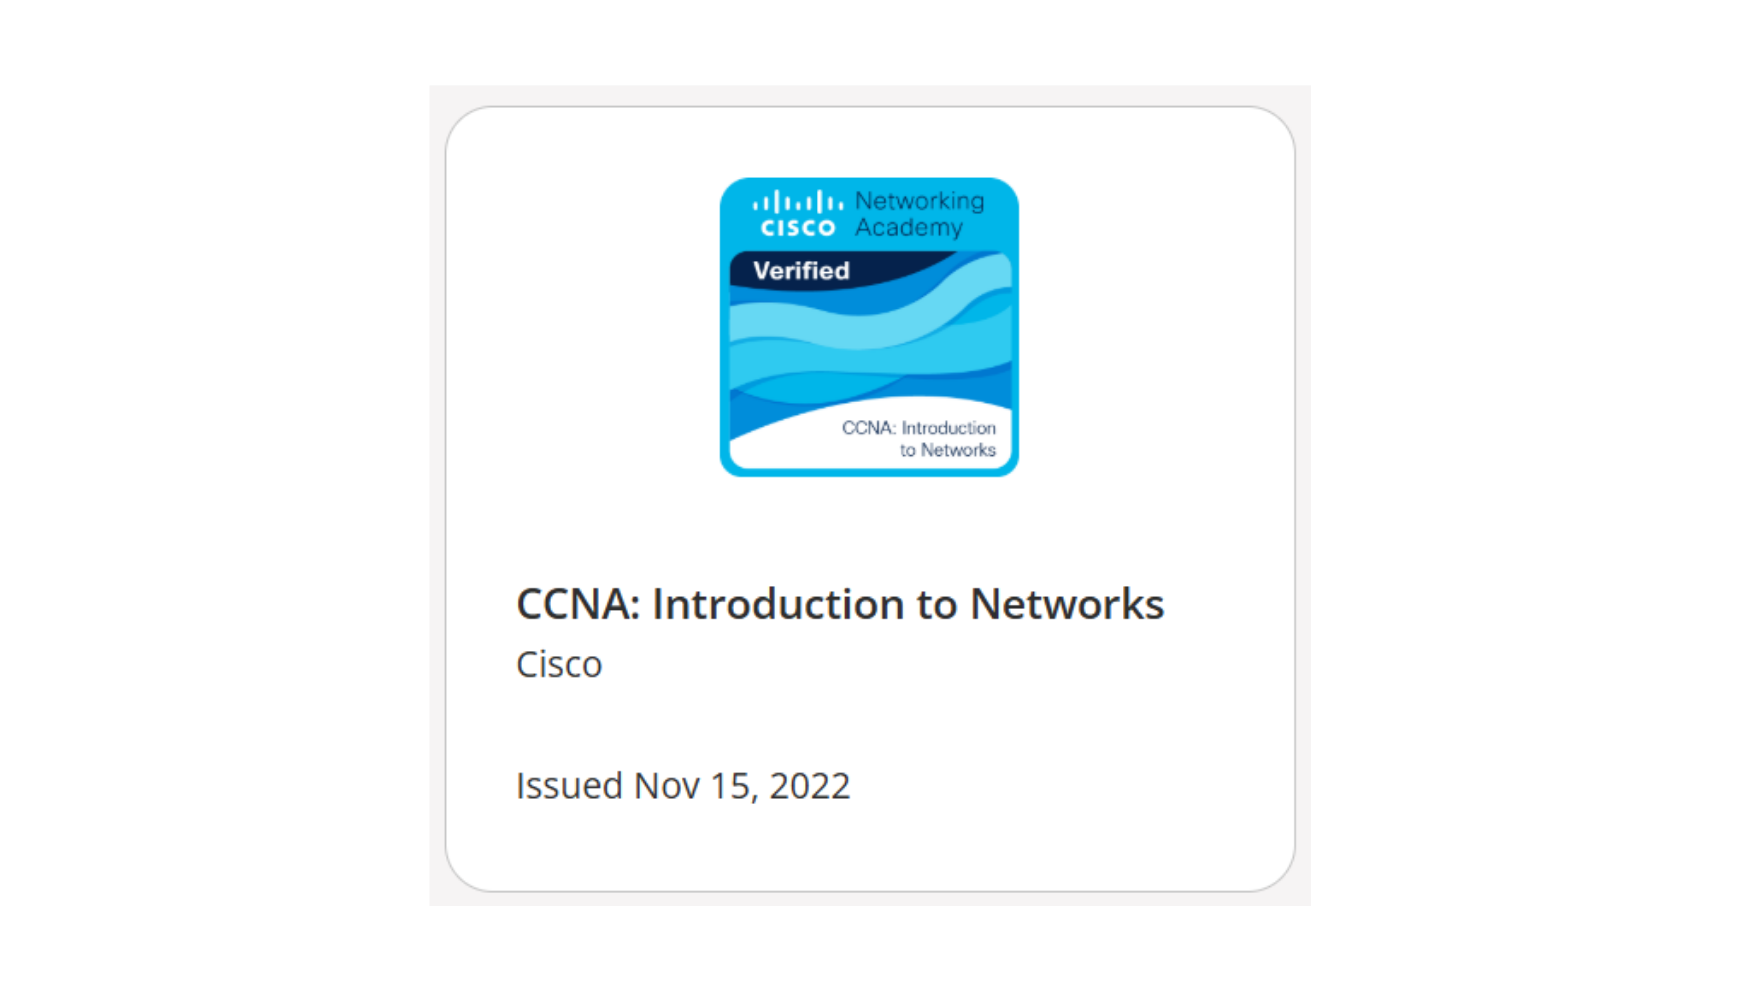 CISCO Networking
Academy
Verified
CCNA: Introduction
to Networks
CCNA: Introduction to Networks
Cisco
Issued Nov 15, 2022